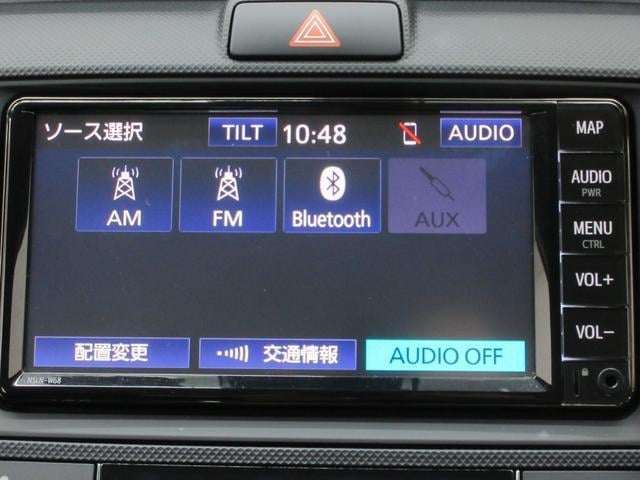 ソース選択 TILT 10:48 AUDIO
AM FM Bluetooth AUX
配置変更 交通情報 AUDIO OFF
MAP
AUDIO
PWR
MENU
CTRL
VOL+
VOL-
NSLN-W68